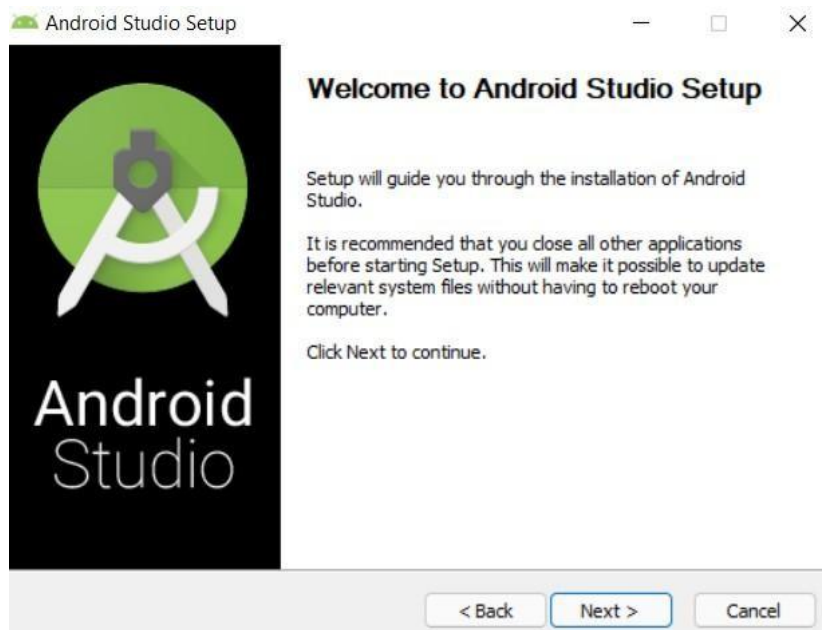 Android Studio Setup
Welcome to Android Studio Setup
Setup will guide you through the installation of Android
Studio.
It is recommended that you close all other applications
before starting Setup. This will make it possible to update
relevant system files without having to reboot your
computer.
Click Next to continue.
Android
Studio
< Back
Next >
Cancel